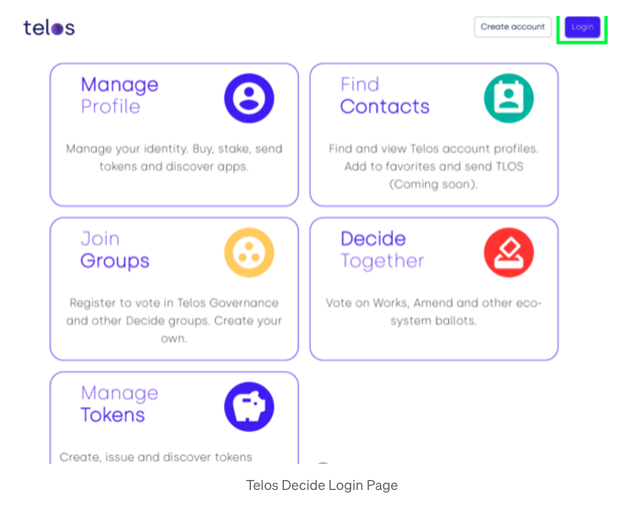 telos
Create account
Login
Manage
Profile
Manage your identity. Buy, stake, send
tokens and discover apps.
Find
Contacts
Find and view Telos account profiles.
Add to favorites and send TLOS
(Coming soon).
Join
Groups
Register to vote in Telos Governance
and other Decide groups. Create your
own.
Decide
Together
Vote on Works, Amend and other eco-
system ballots.
Manage
Tokens
Create, issue and discover tokens
Telos Decide Login Page